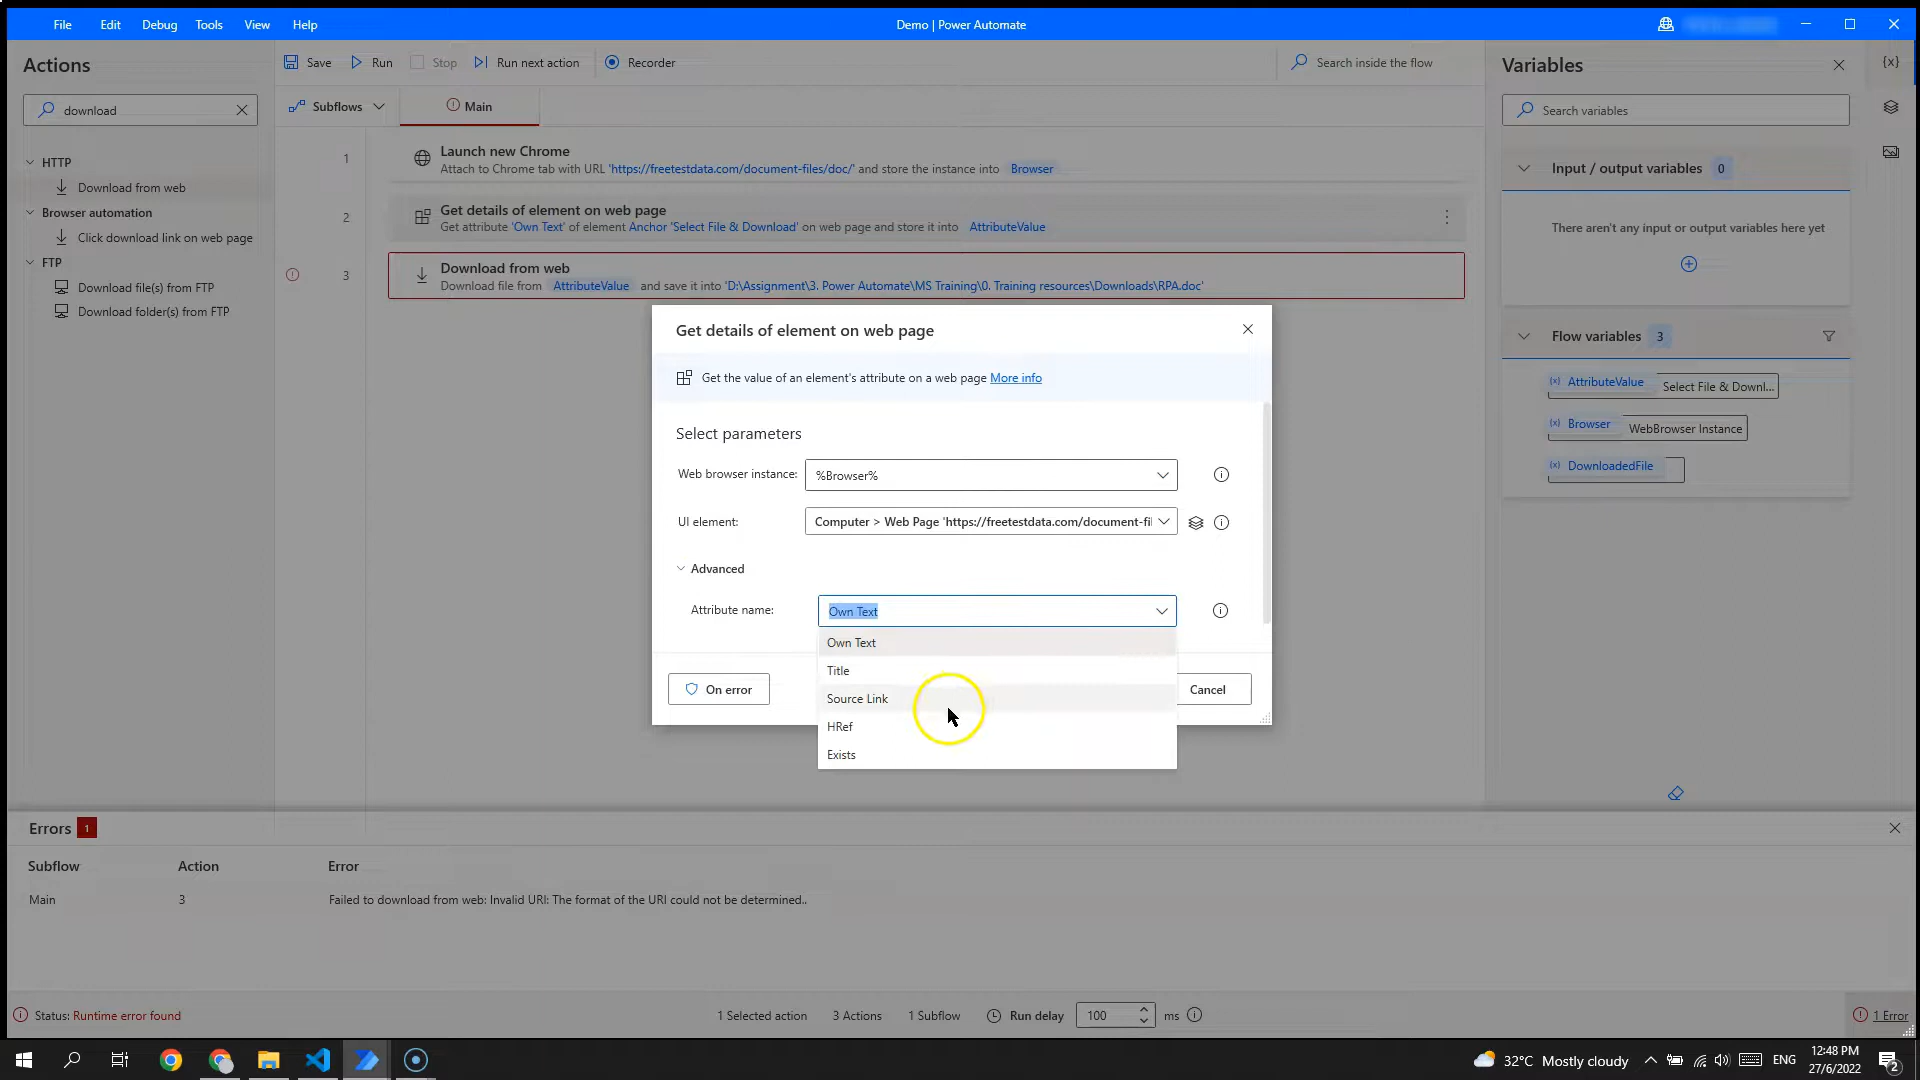 File Edit Debug Tools View Help
Demo | Power Automate
Actions
download
HTTP
Download from web
Browser automation
Click download link on web page
FTP
Download file(s) from FTP
Download folder(s) from FTP
Save Run Stop Run next action Recorder
Search inside the flow
Subflows Main
1
Launch new Chrome
Attach to Chrome tab with URL 'https://freetestdata.com/document-files/doc/' and store the instance into Browser
2
Get details of element on web page
Get attribute 'Own Text' of element Anchor 'Select File & Download' on web page and store it into AttributeValue
3
Download from web
Download file from AttributeValue and save it into 'D:\Assignment\3. Power Automate\MS Training\0. Training resources\Downloads\RPA.doc'
Get details of element on web page
Get the value of an element's attribute on a web page More info
Select parameters
Web browser instance: %Browser%
UI element: Computer > Web Page 'https://freetestdata.com/document-fi
Advanced
Attribute name: Own Text
Own Text
Title
Source Link
HRef
Exists
On error
Cancel
Variables
{x}
Search variables
Input / output variables 0
There aren't any input or output variables here yet
Flow variables 3
(x) AttributeValue Select File & Downl...
(x) Browser WebBrowser Instance
(x) DownloadedFile
Errors 1
Subflow Action Error
Main 3 Failed to download from web: Invalid URI: The format of the URI could not be determined..
Status: Runtime error found
1 Selected action 3 Actions 1 Subflow Run delay 100 ms
1 Error
32°C Mostly cloudy
ENG
12:48 PM
27/6/2022
2